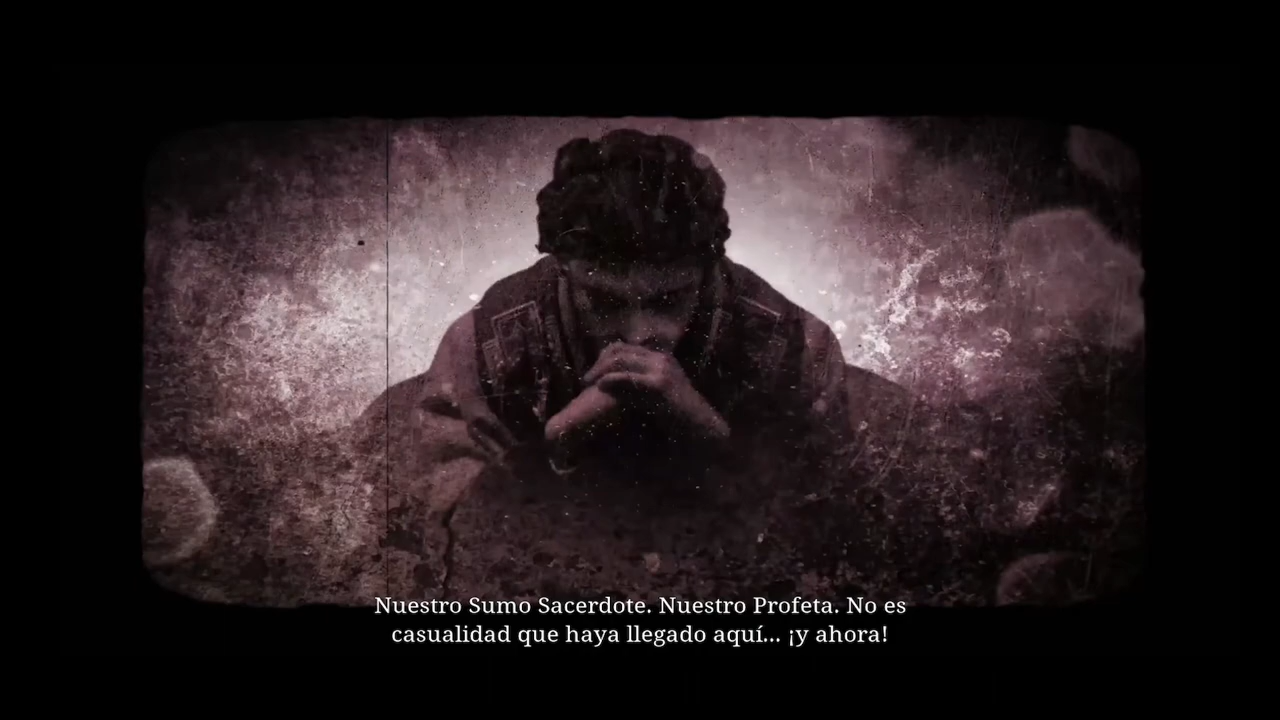 Nuestro Sumo Sacerdote. Nuestro Profeta. No es
casualidad que haya llegado aquí... ¡y ahora!